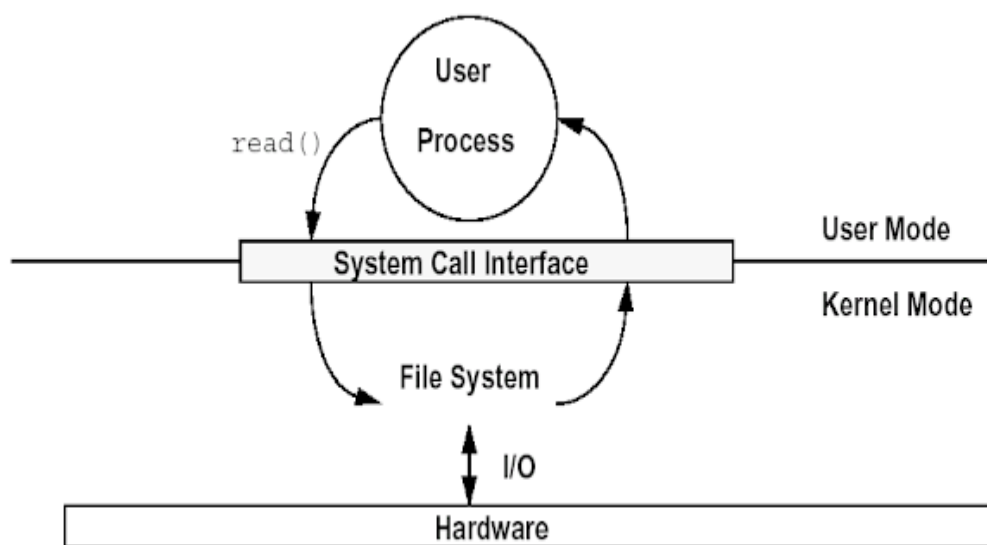 User
Process
read()
User Mode
System Call Interface
Kernel Mode
File System
I/O
Hardware